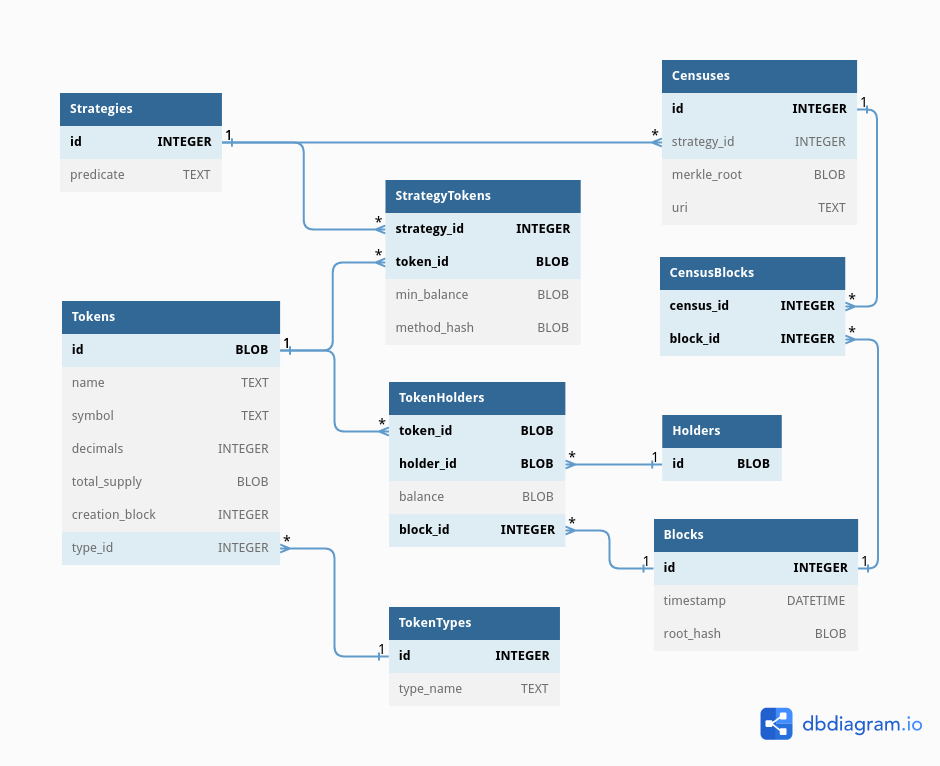 Strategies
id INTEGER
predicate TEXT
1
*
Censuses
id INTEGER
strategy_id INTEGER
merkle_root BLOB
uri TEXT
1
StrategyTokens
strategy_id INTEGER
token_id BLOB
min_balance BLOB
method_hash BLOB
*
*
CensusBlocks
census_id INTEGER
block_id INTEGER
*
*
Tokens
id BLOB
name TEXT
symbol TEXT
decimals INTEGER
total_supply BLOB
creation_block INTEGER
type_id INTEGER
1
*
TokenHolders
token_id BLOB
holder_id BLOB
balance BLOB
block_id INTEGER
*
*
*
Holders
id BLOB
1
Blocks
id INTEGER
timestamp DATETIME
root_hash BLOB
1
1
TokenTypes
id INTEGER
type_name TEXT
1
dbdiagram.io